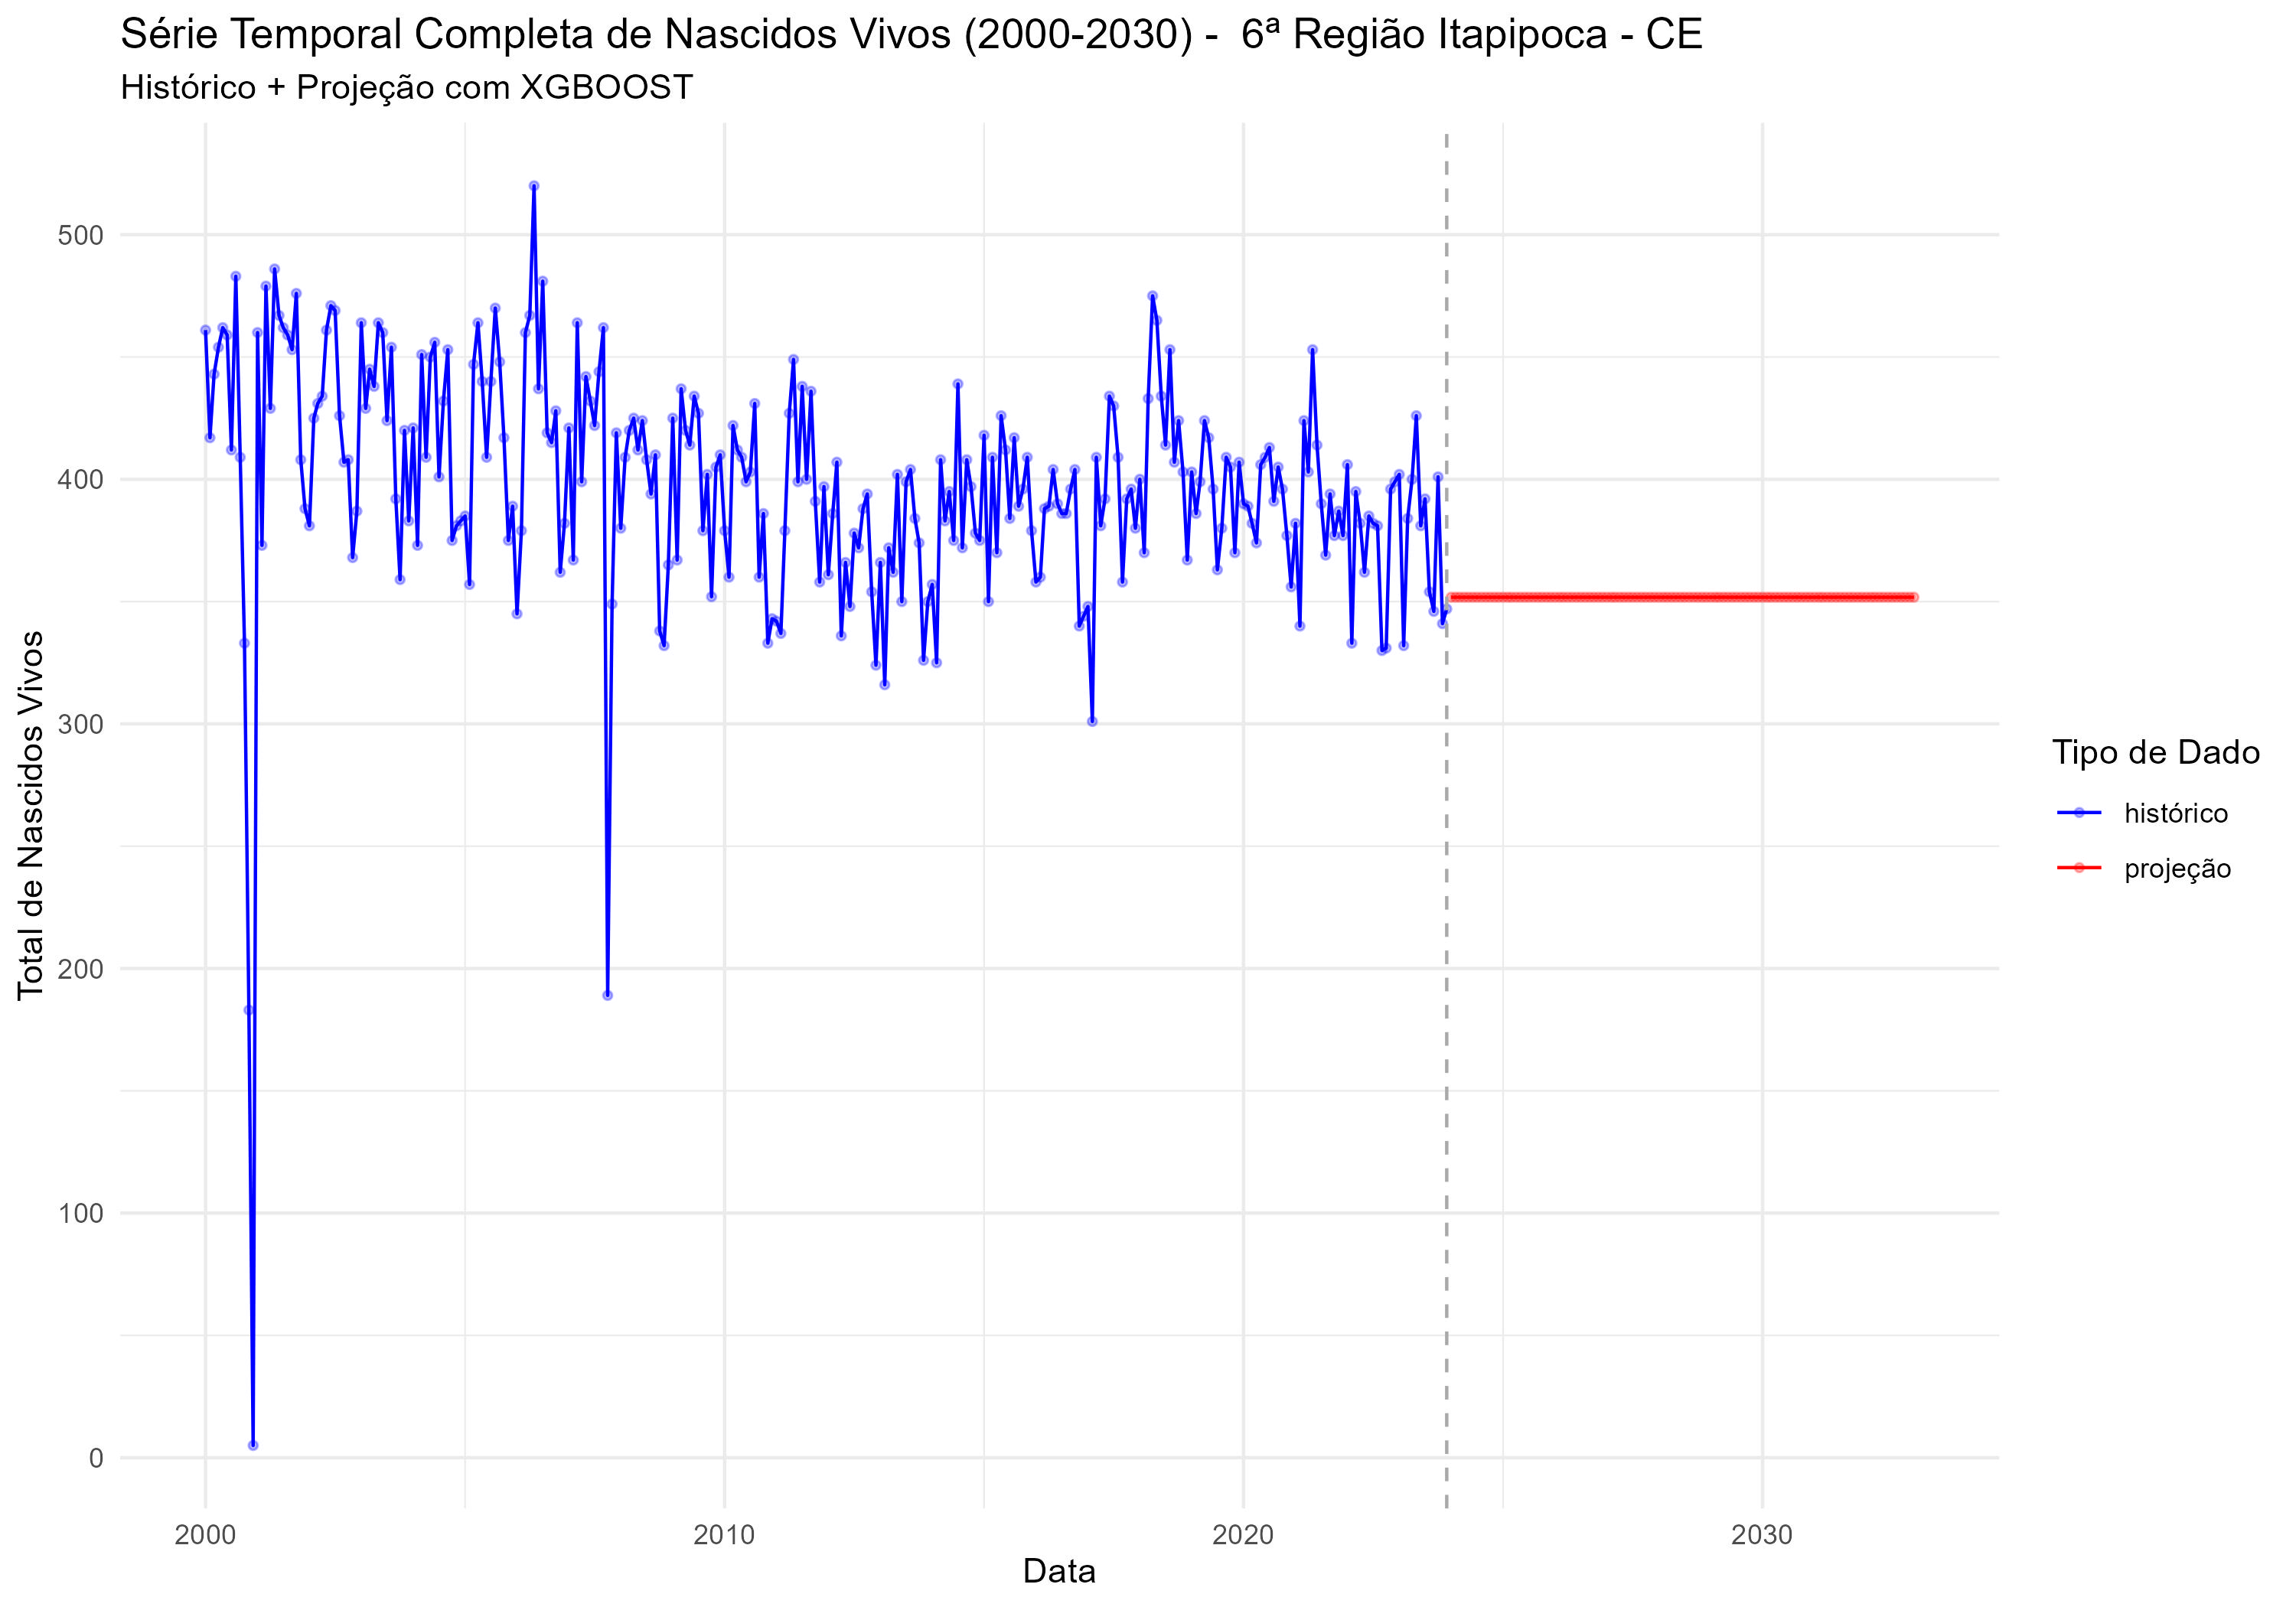 Série Temporal Completa de Nascidos Vivos (2000-2030) -  6ª Região Itapipoca - CE
Histórico + Projeção com XGBOOST
Total de Nascidos Vivos
500
400
300
200
100
0
2000
2010
2020
2030
Data
Tipo de Dado
histórico
projeção